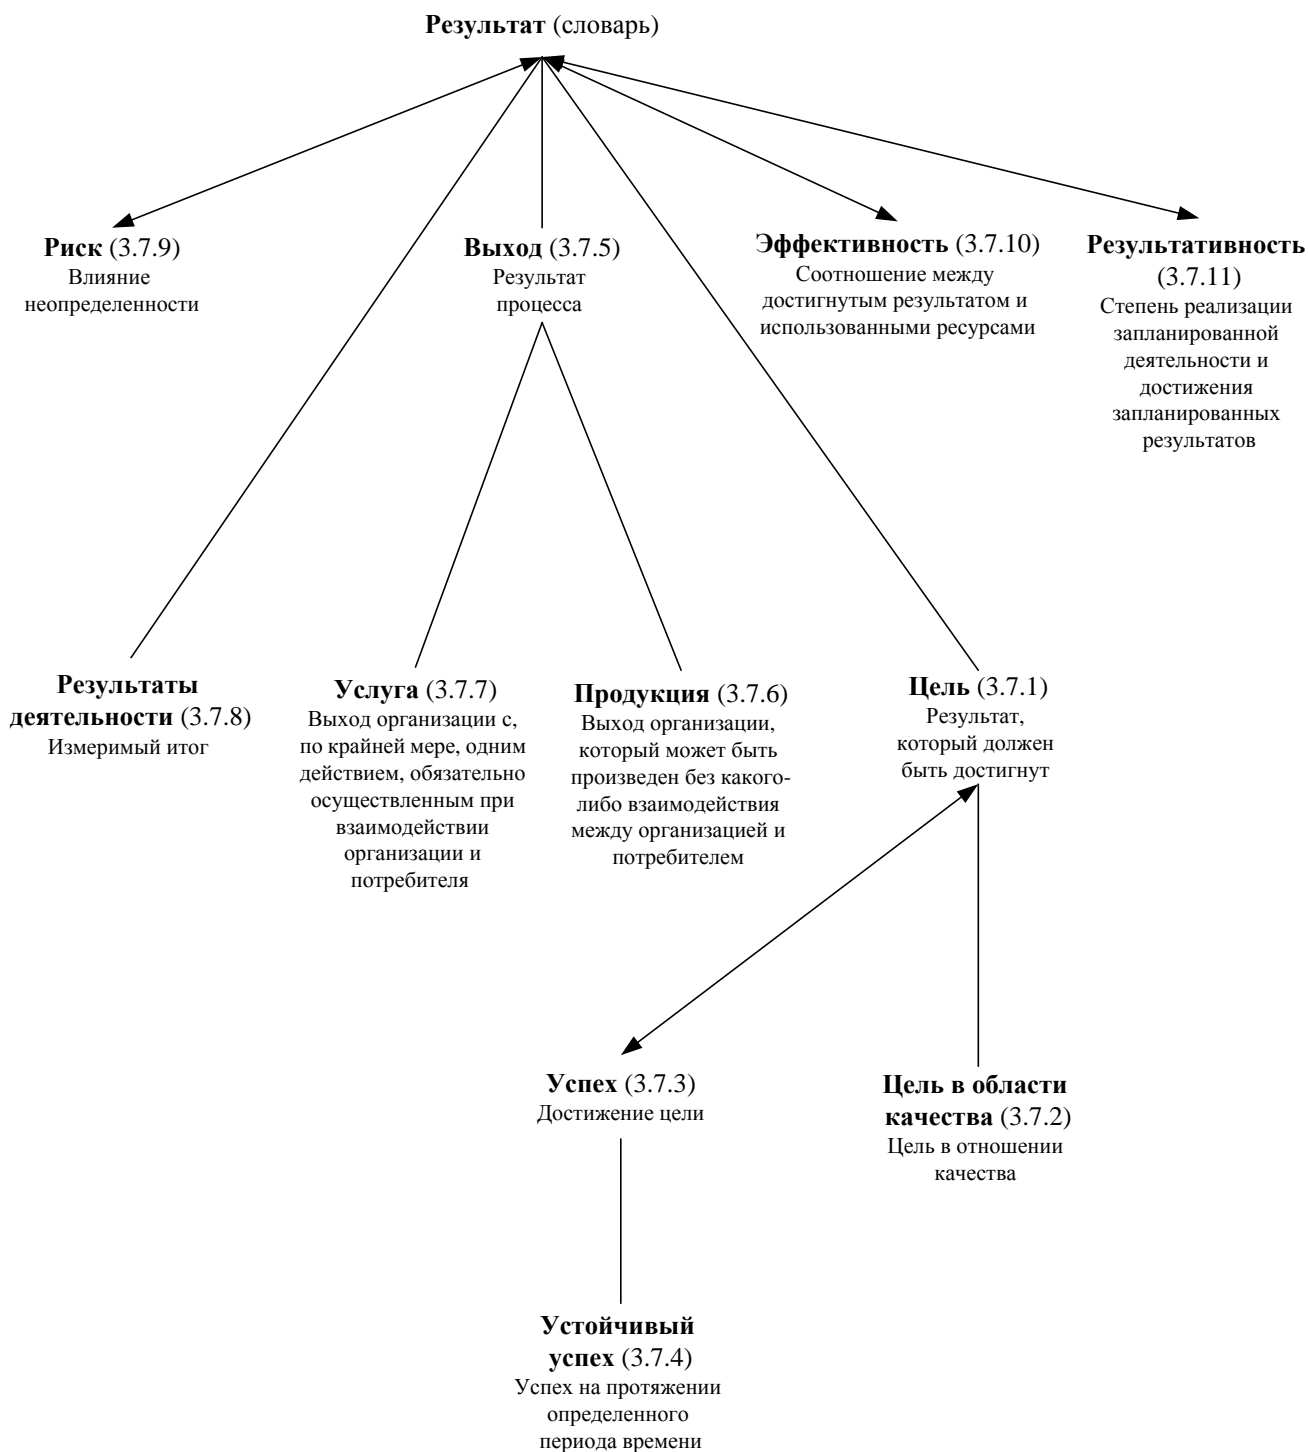 Результат (словарь)
Риск (3.7.9)
Влияние
неопределенности
Выход (3.7.5)
Результат
процесса
Эффективность (3.7.10)
Соотношение между
достигнутым результатом и
использованными ресурсами
Результативность
(3.7.11)
Степень реализации
запланированной
деятельности и
достижения
запланированных
результатов
Результаты
деятельности (3.7.8)
Измеримый итог
Услуга (3.7.7)
Выход организации с,
по крайней мере, одним
действием, обязательно
осуществленным при
взаимодействии
организации и
потребителя
Продукция (3.7.6)
Выход организации,
который может быть
произведен без какого-
либо взаимодействия
между организацией и
потребителем
Цель (3.7.1)
Результат,
который должен
быть достигнут
Успех (3.7.3)
Достижение цели
Цель в области
качества (3.7.2)
Цель в отношении
качества
Устойчивый
успех (3.7.4)
Успех на протяжении
определенного
периода времени